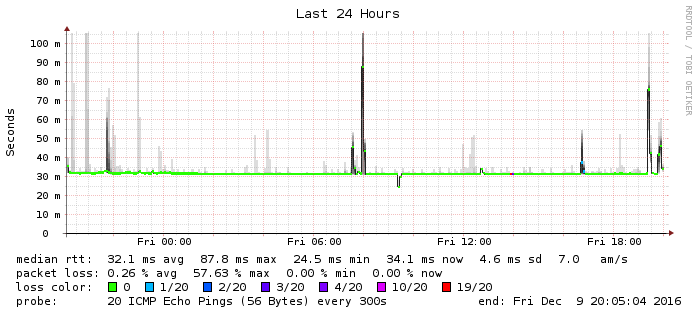 Last 24 Hours
RRDTOOL / TOBI OETIKER
Seconds
100 m
90 m
80 m
70 m
60 m
50 m
40 m
30 m
20 m
10 m
0
Fri 00:00 Fri 06:00 Fri 12:00 Fri 18:00
median rtt: 32.1 ms avg 87.8 ms max 24.5 ms min 34.1 ms now 4.6 ms sd 7.0 am/s
packet loss: 0.26 % avg 57.63 % max 0.00 % min 0.00 % now
loss color: 0 1/20 2/20 3/20 4/20 10/20 19/20
probe: 20 ICMP Echo Pings (56 Bytes) every 300s end: Fri Dec 9 20:05:04 2016